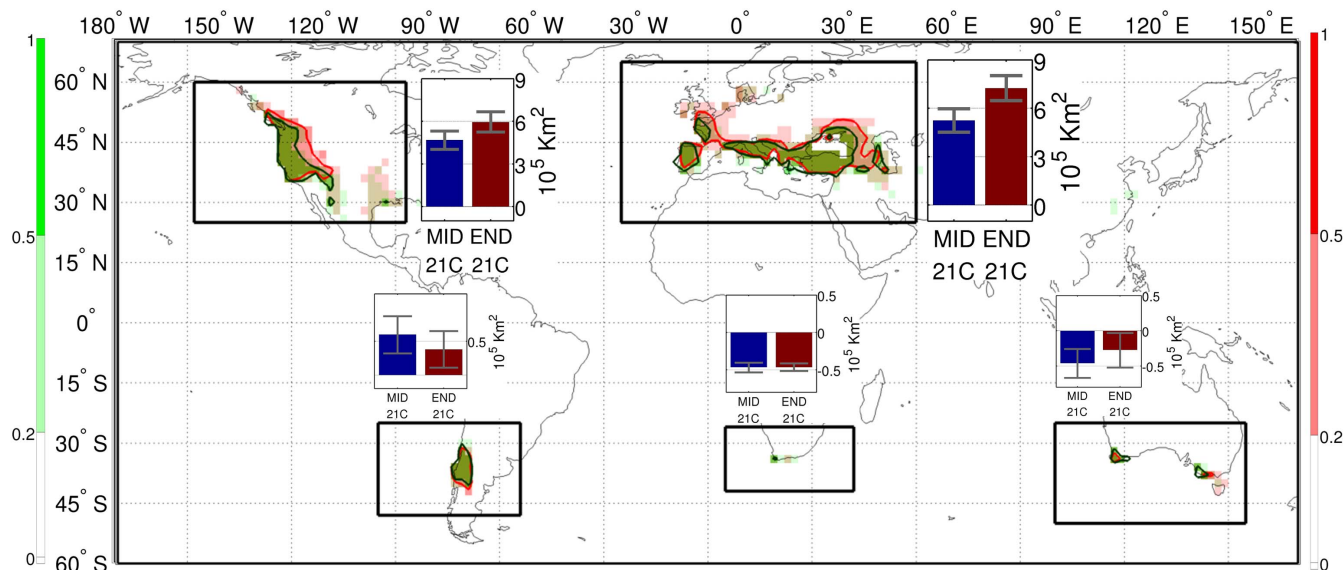 180° W 150° W 120° W 90° W 60° W 30° W 0° 30° E 60° E 90° E 120° E 150° E
1
0.5
0.2
0
60° N
45° N
30° N
15° N
0°
15° S
30° S
45° S
60° S
9
6
3
0
10⁵ Km²
MID END
21C 21C
9
6
3
0
10⁵ Km²
MID END
21C 21C
0.5
10⁵ Km²
MID END
21C 21C
0.5
0
-0.5
10⁵ Km²
MID END
21C 21C
0.5
0
-0.5
10⁵ Km²
MID END
21C 21C
1
0.5
0.2
0